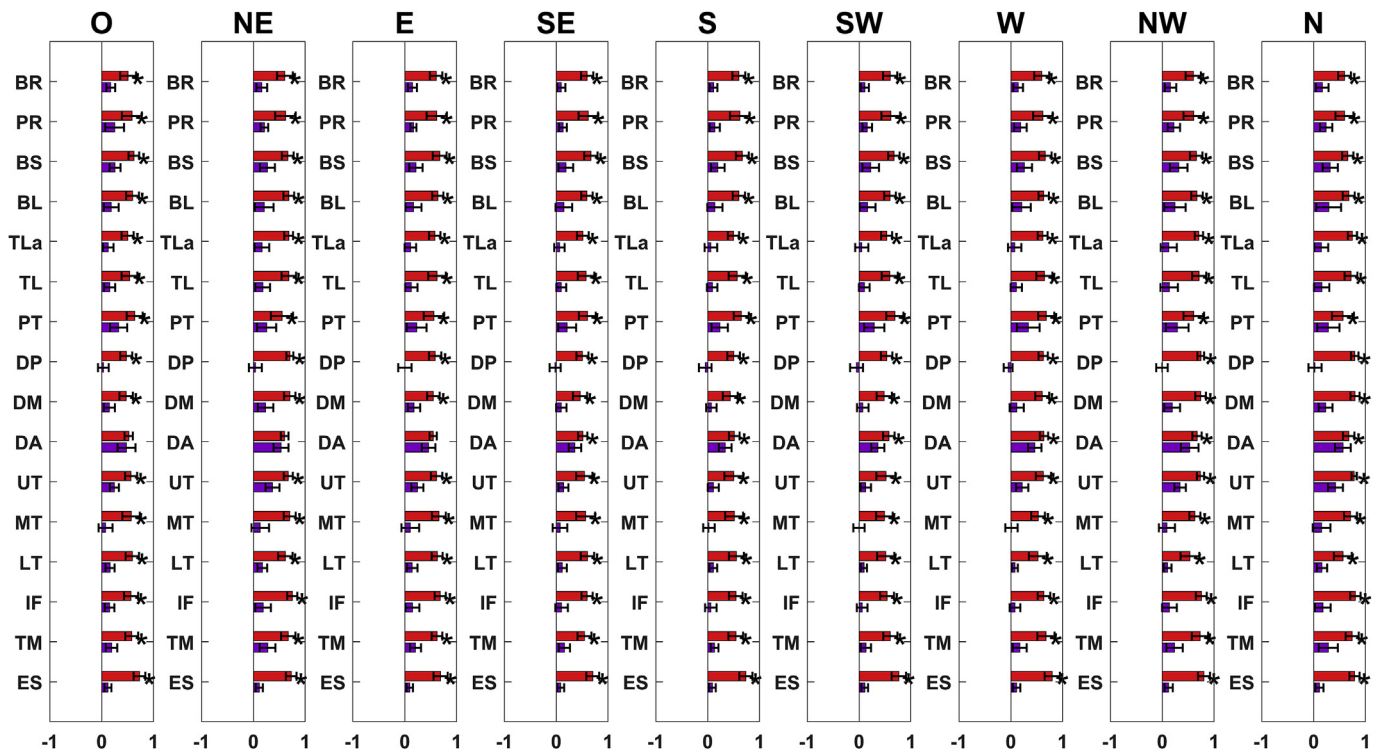 O NE E SE S SW W NW N
BR BR BR BR BR BR BR BR BR
PR PR PR PR PR PR PR PR PR
BS BS BS BS BS BS BS BS BS
BL BL BL BL BL BL BL BL BL
TLa TLa TLa TLa TLa TLa TLa TLa TLa
TL TL TL TL TL TL TL TL TL
PT PT PT PT PT PT PT PT PT
DP DP DP DP DP DP DP DP DP
DM DM DM DM DM DM DM DM DM
DA DA DA DA DA DA DA DA DA
UT UT UT UT UT UT UT UT UT
MT MT MT MT MT MT MT MT MT
LT LT LT LT LT LT LT LT LT
IF IF IF IF IF IF IF IF IF
TM TM TM TM TM TM TM TM TM
ES ES ES ES ES ES ES ES ES
-1 0 1 -1 0 1 -1 0 1 -1 0 1 -1 0 1 -1 0 1 -1 0 1 -1 0 1 -1 0 1